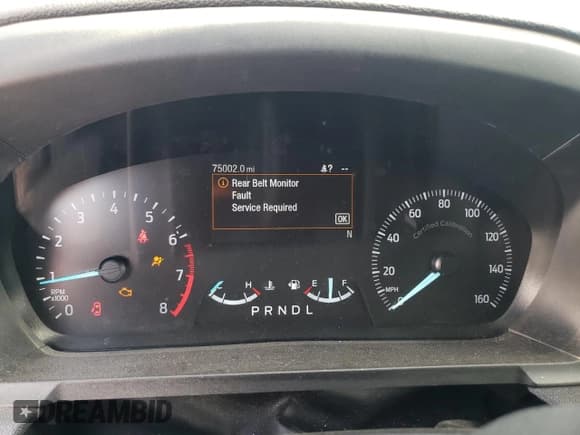 75002.0 mi ? --
Rear Belt Monitor
Fault
Service Required
OK
N
0 1 2 3 4 5 6 7 8
RPM
x1000
C H E F
PRNDL
0 20 40 60 80 100 120 140 160
MPH
Certified Calibration
DREAMBID